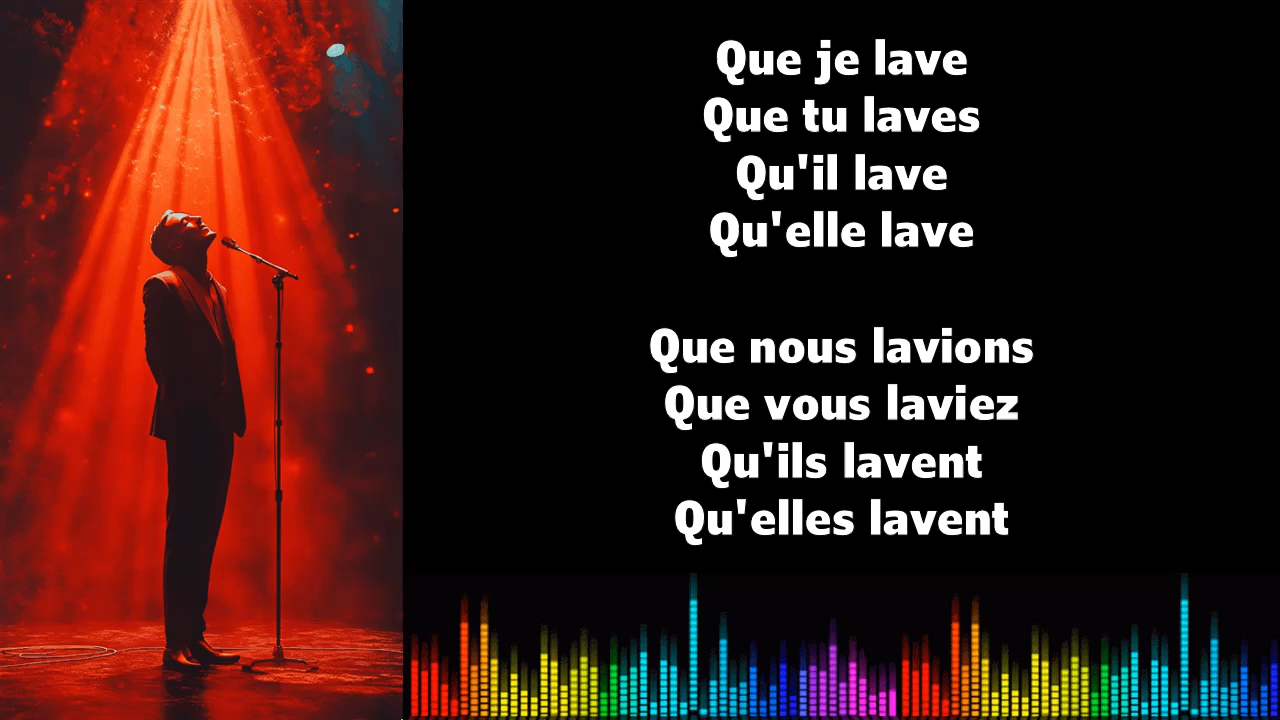 Que je lave
Que tu laves
Qu'il lave
Qu'elle lave
Que nous lavions
Que vous laviez
Qu'ils lavent
Qu'elles lavent